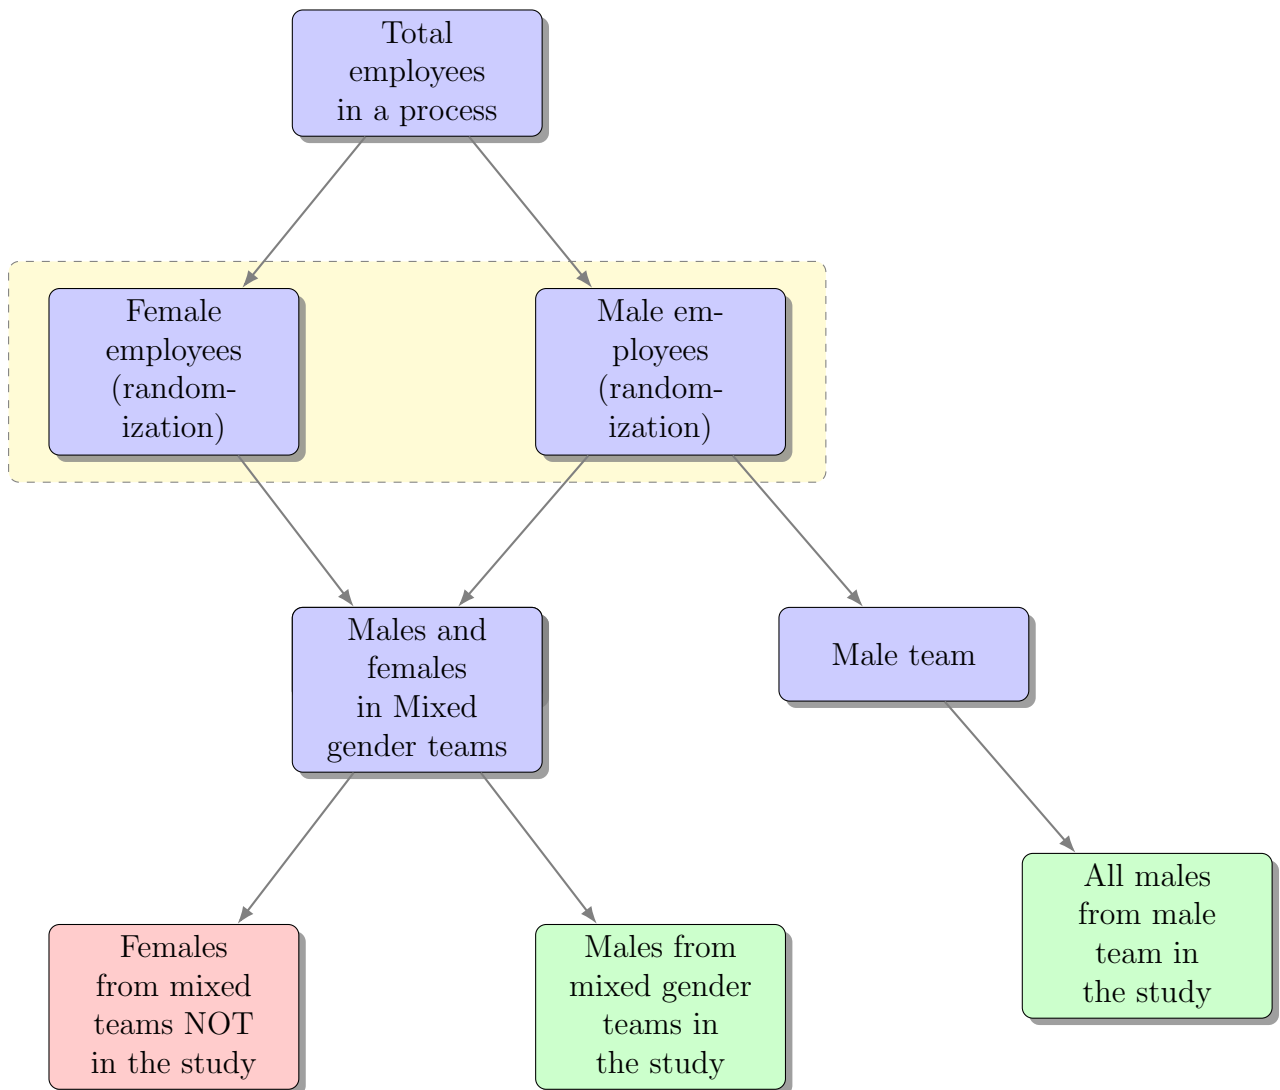 Total
employees
in a process
Female
employees
(random-
ization)
Male em-
ployees
(random-
ization)
Males and
females
in Mixed
gender teams
Male team
Females
from mixed
teams NOT
in the study
Males from
mixed gender
teams in
the study
All males
from male
team in
the study